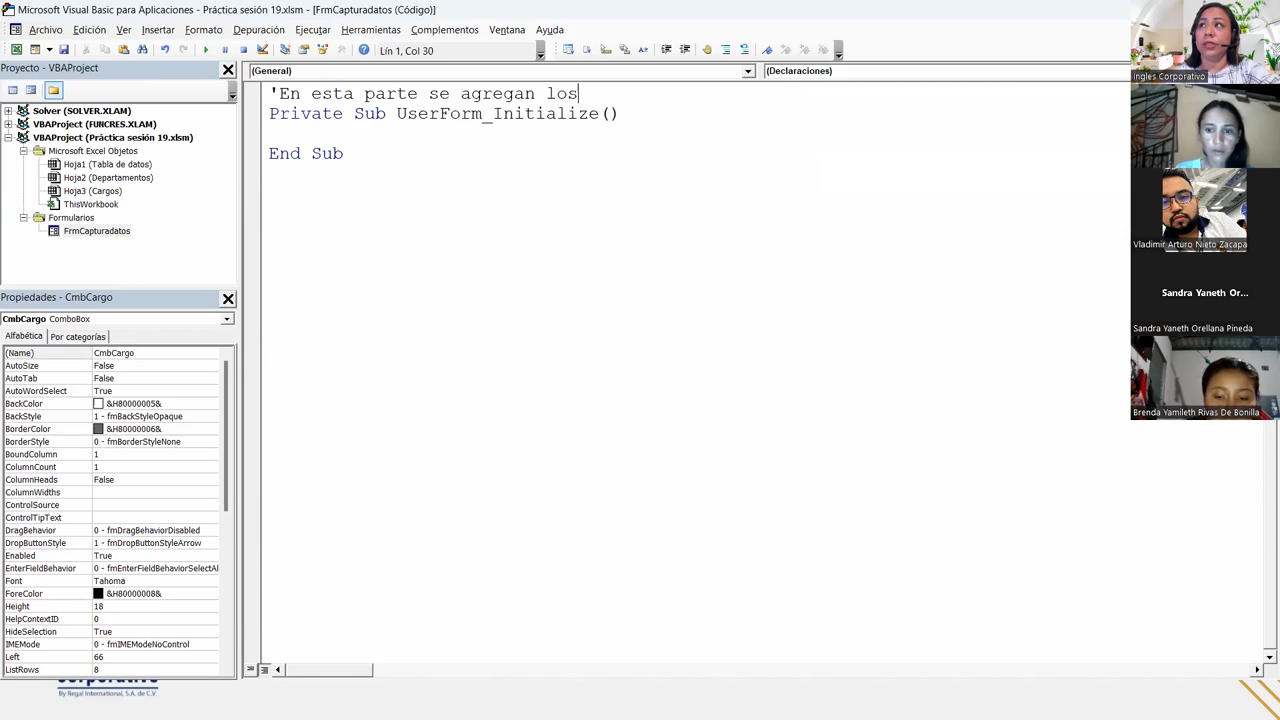 Microsoft Visual Basic para Aplicaciones - Práctica sesión 19.xlsm - [FrmCapturadatos (Código)]
Archivo Edición Ver Insertar Formato Depuración Ejecutar Herramientas Complementos Ventana Ayuda
Lín 1, Col 30
Proyecto - VBAProject
(General)
(Declaraciones)
Solver (SOLVER.XLAM)
VBAProject (FUNCRES.XLAM)
VBAProject (Práctica sesión 19.xlsm)
Microsoft Excel Objetos
Hoja1 (Tabla de datos)
Hoja2 (Departamentos)
Hoja3 (Cargos)
ThisWorkbook
Formularios
FrmCapturadatos
'En esta parte se agregan los
Private Sub UserForm_Initialize()
End Sub
Propiedades - CmbCargo
CmbCargo ComboBox
Alfabética Por categorías
(Name) CmbCargo
AutoSize False
AutoTab False
AutoWordSelect True
BackColor &H80000005&
BackStyle 1 - fmBackStyleOpaque
BorderColor &H80000006&
BorderStyle 0 - fmBorderStyleNone
BoundColumn 1
ColumnCount 1
ColumnHeads False
ColumnWidths
ControlSource
ControlTipText
DragBehavior 0 - fmDragBehaviorDisabled
DropButtonStyle 1 - fmDropButtonStyleArrow
Enabled True
EnterFieldBehavior 0 - fmEnterFieldBehaviorSelectAl
Font Tahoma
ForeColor &H80000008&
Height 18
HelpContextID 0
HideSelection True
IMEMode 0 - fmIMEModeNoControl
Left 66
ListRows 8
Ingles Corporativo
Vladimir Arturo Nieto Zacapa
Sandra Yaneth Or...
Sandra Yaneth Orellana Pineda
Brenda Yamileth Rivas De Bonilla
By Regal International, S.A. de C.V.